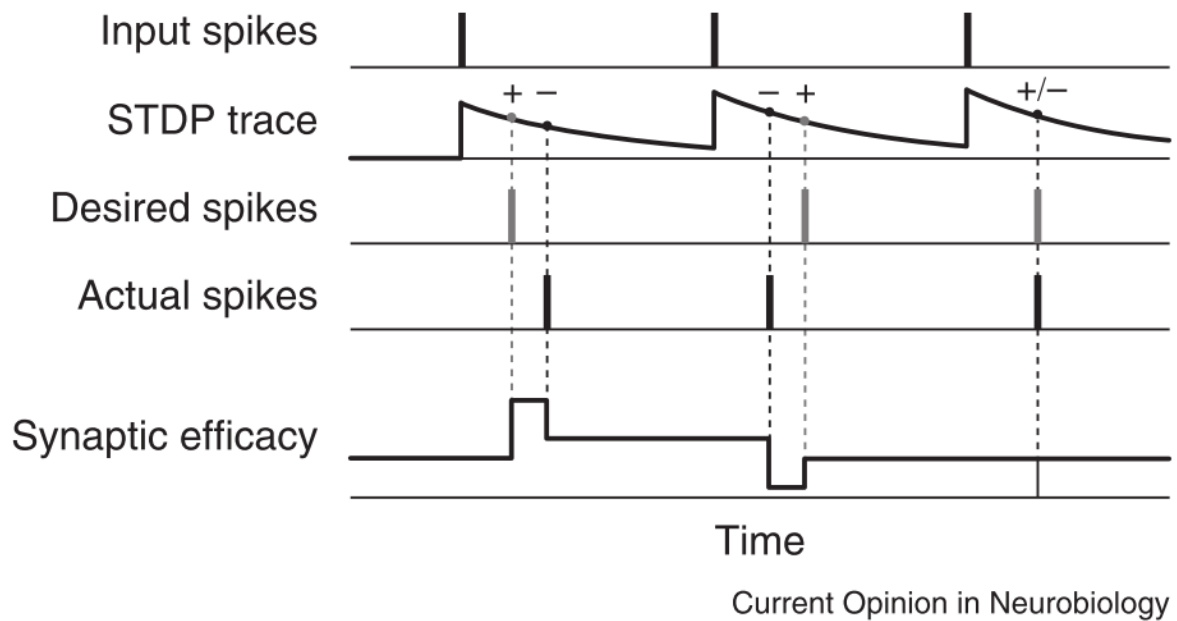 Input spikes
+ − − + +/−
STDP trace
Desired spikes
Actual spikes
Synaptic efficacy
Time
Current Opinion in Neurobiology